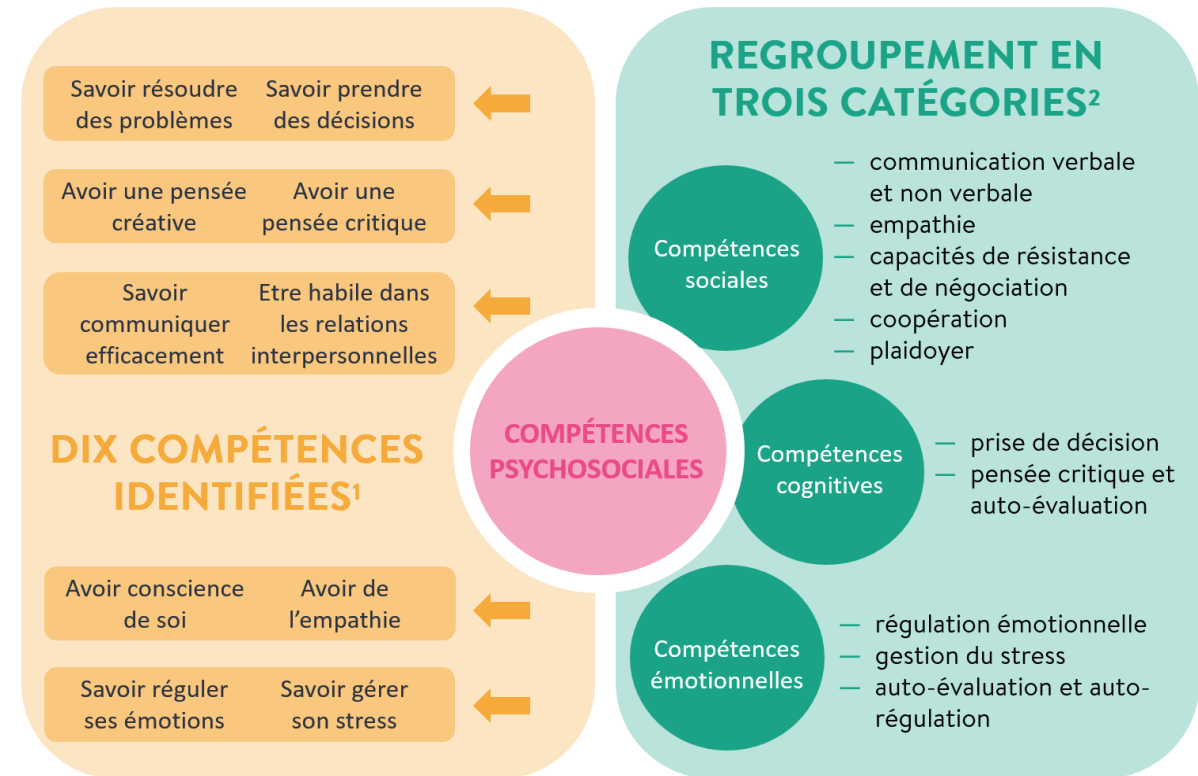 Savoir résoudre
des problèmes
Savoir prendre
des décisions
Avoir une pensée
créative
Avoir une
pensée critique
Savoir
communiquer
efficacement
Etre habile dans
les relations
interpersonnelles
DIX COMPÉTENCES
IDENTIFIÉES¹
Avoir conscience
de soi
Avoir de
l’empathie
Savoir réguler
ses émotions
Savoir gérer
son stress
COMPÉTENCES
PSYCHOSOCIALES
REGROUPEMENT EN
TROIS CATÉGORIES²
Compétences
sociales
— communication verbale
et non verbale
— empathie
— capacités de résistance
et de négociation
— coopération
— plaidoyer
Compétences
cognitives
— prise de décision
— pensée critique et
auto-évaluation
Compétences
émotionnelles
— régulation émotionnelle
— gestion du stress
— auto-évaluation et auto-
régulation